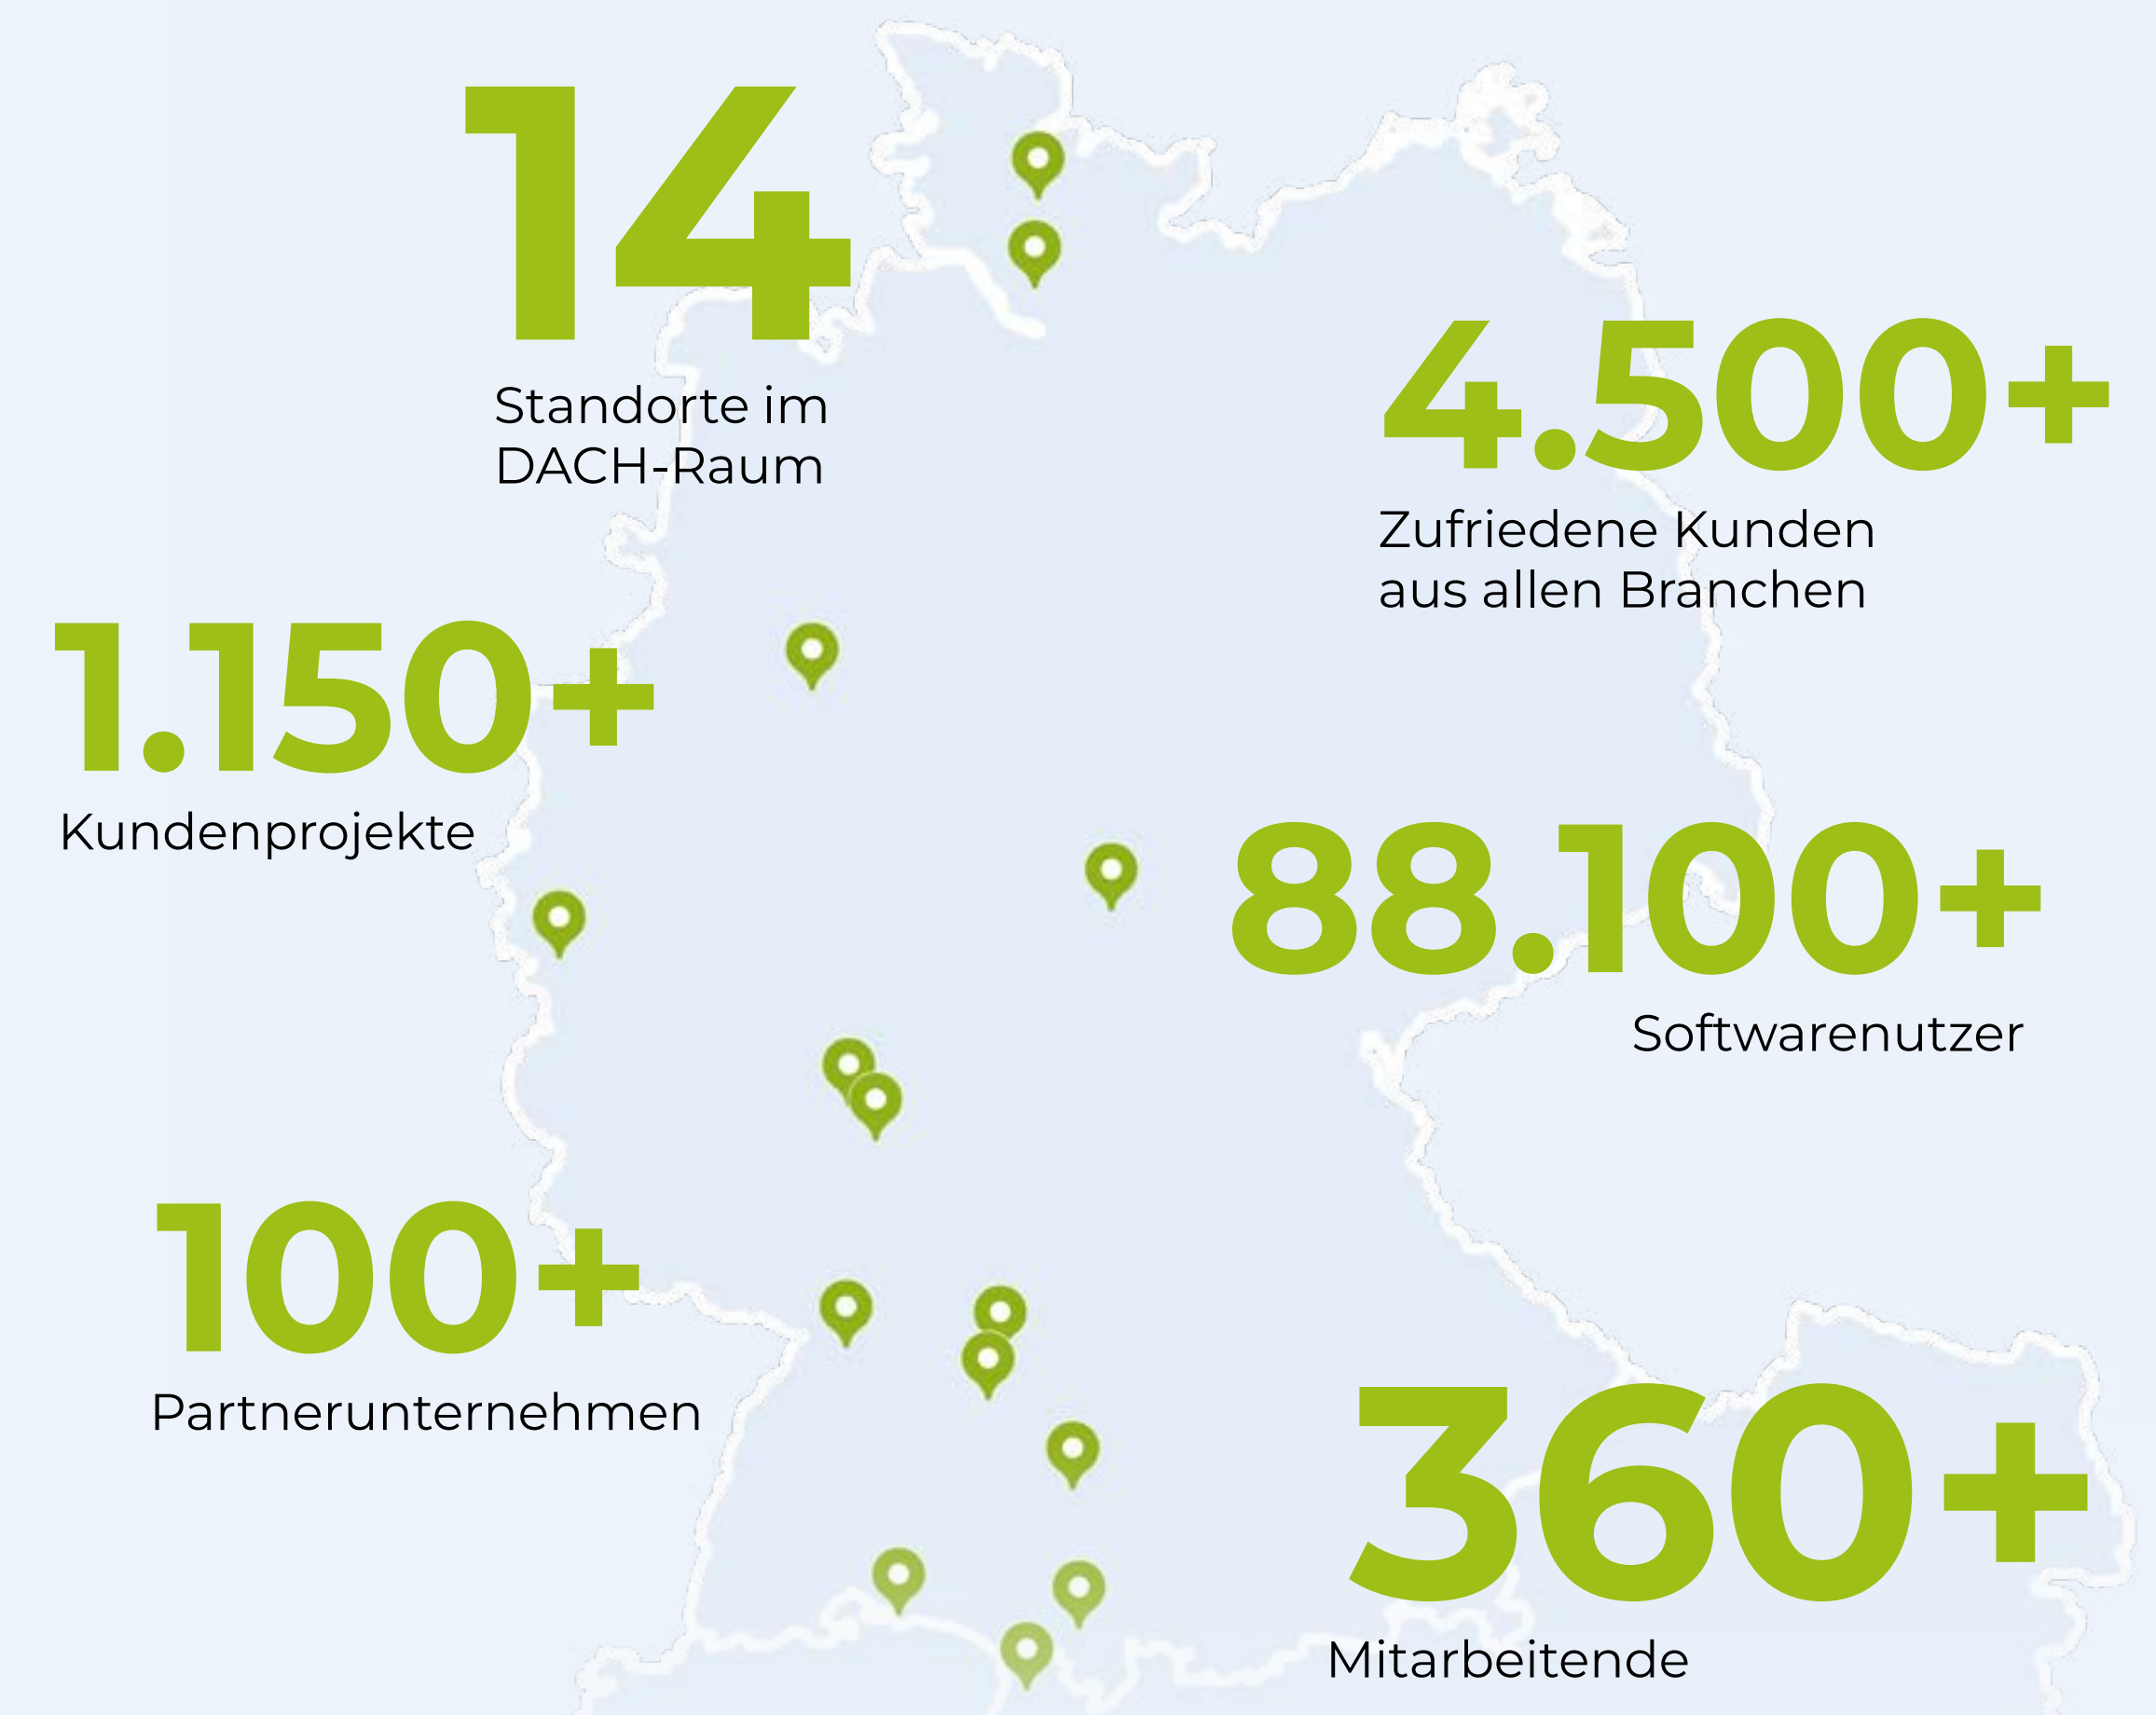 14
Standorte im
DACH-Raum
4.500+
Zufriedene Kunden
aus allen Branchen
1.150+
Kundenprojekte
88.100+
Softwarenutzer
100+
Partnerunternehmen
360+
Mitarbeitende